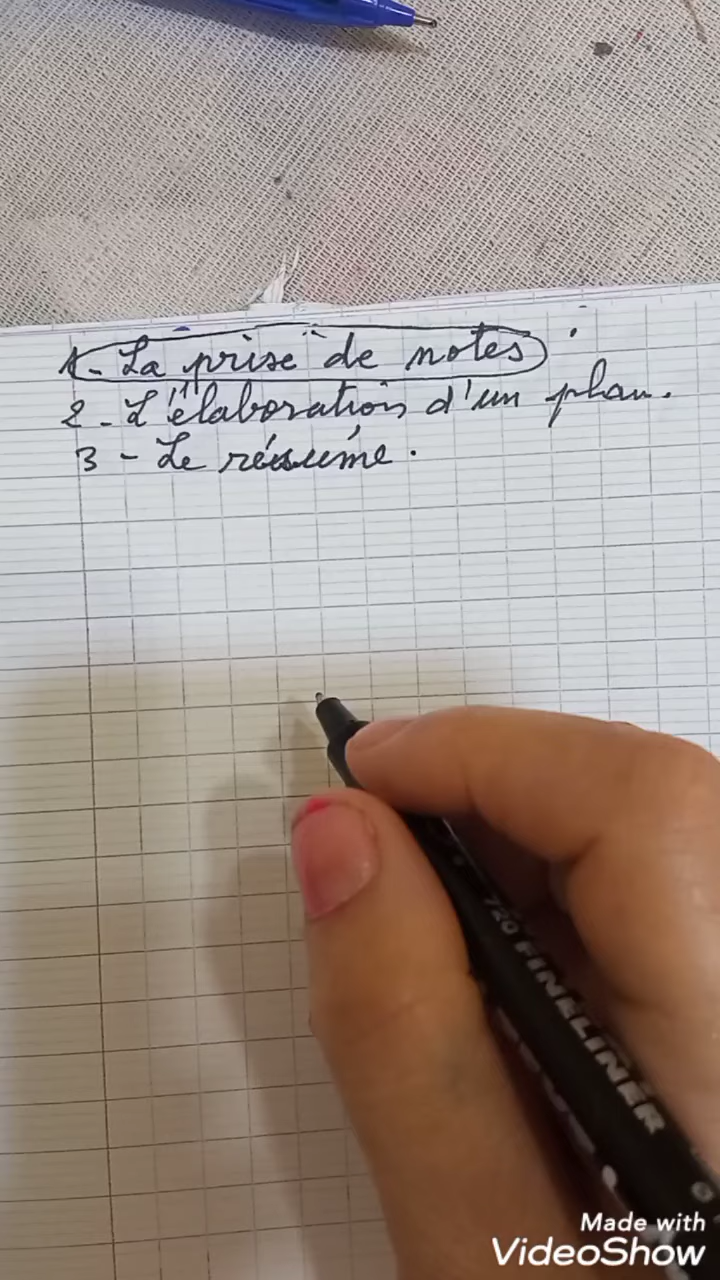 1- La prise de notes.
2- L'élaboration d'un plan.
3 - Le résumé.
720 FINELINER
Made with
VideoShow